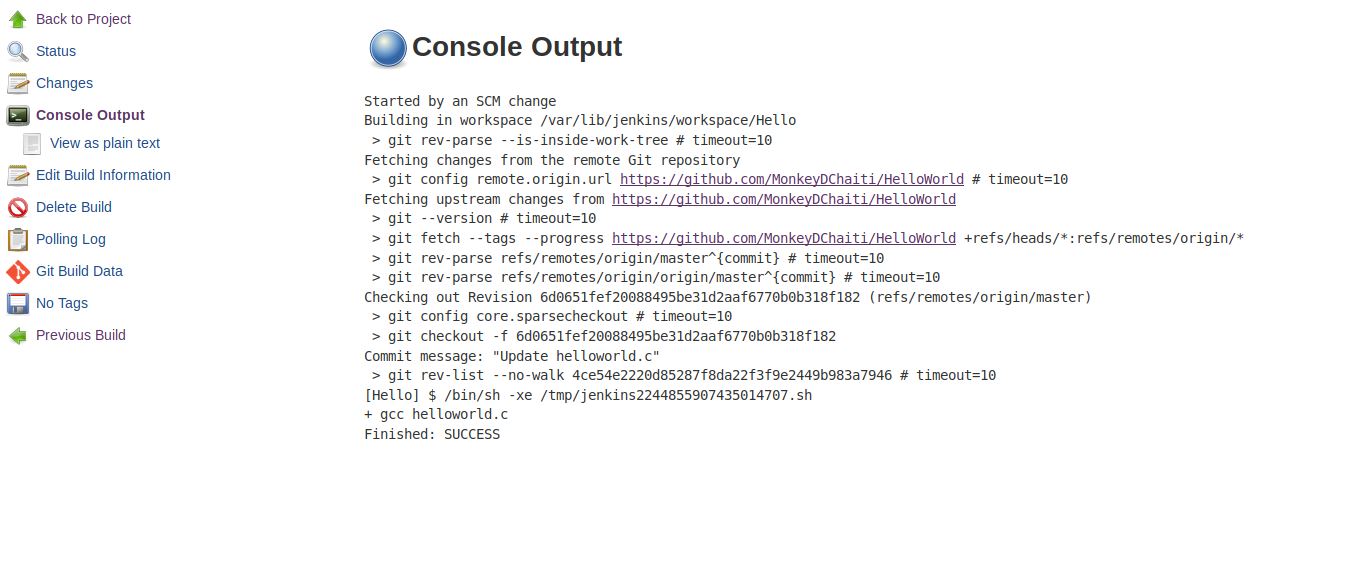 Back to Project
Status
Changes
Console Output
View as plain text
Edit Build Information
Delete Build
Polling Log
Git Build Data
No Tags
Previous Build
Console Output
Started by an SCM change
Building in workspace /var/lib/jenkins/workspace/Hello
 > git rev-parse --is-inside-work-tree # timeout=10
Fetching changes from the remote Git repository
 > git config remote.origin.url https://github.com/MonkeyDChaiti/HelloWorld # timeout=10
Fetching upstream changes from https://github.com/MonkeyDChaiti/HelloWorld
 > git --version # timeout=10
 > git fetch --tags --progress https://github.com/MonkeyDChaiti/HelloWorld +refs/heads/*:refs/remotes/origin/*
 > git rev-parse refs/remotes/origin/master^{commit} # timeout=10
 > git rev-parse refs/remotes/origin/origin/master^{commit} # timeout=10
Checking out Revision 6d0651fef20088495be31d2aaf6770b0b318f182 (refs/remotes/origin/master)
 > git config core.sparsecheckout # timeout=10
 > git checkout -f 6d0651fef20088495be31d2aaf6770b0b318f182
Commit message: "Update helloworld.c"
 > git rev-list --no-walk 4ce54e2220d85287f8da22f3f9e2449b983a7946 # timeout=10
[Hello] $ /bin/sh -xe /tmp/jenkins2244855907435014707.sh
+ gcc helloworld.c
Finished: SUCCESS